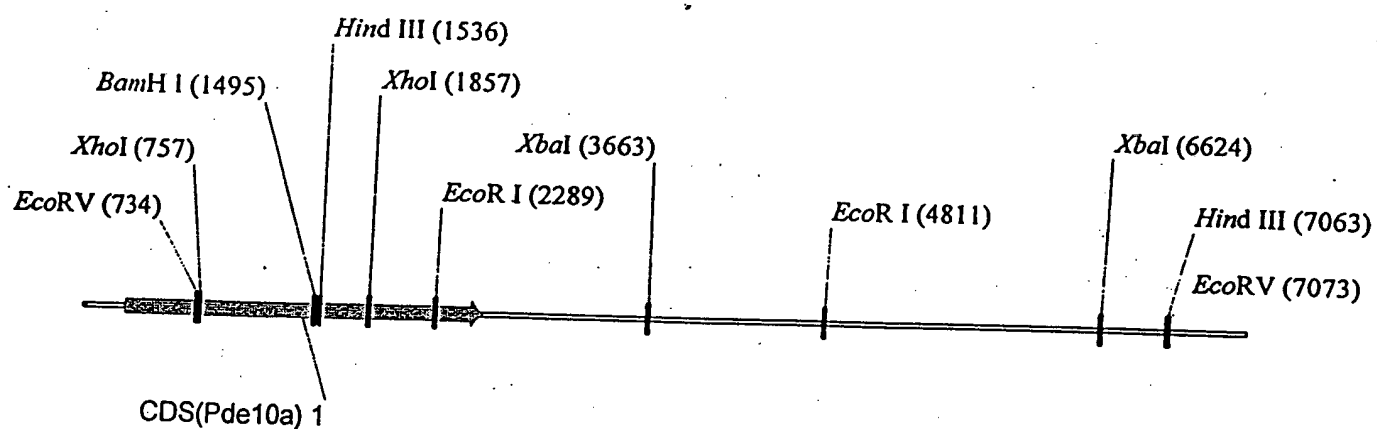 Hind III (1536)
BamH I (1495)
XhoI (1857)
XhoI (757)
XbaI (3663)
XbaI (6624)
EcoRV (734)
EcoR I (2289)
EcoR I (4811)
Hind III (7063)
EcoRV (7073)
CDS(Pde10a) 1